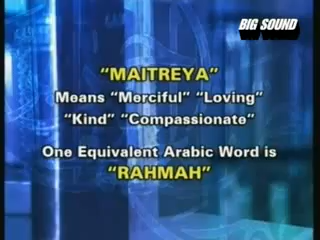 BIG SOUND
“MAITREYA”
Means “Merciful” “Loving”
“Kind” “Compassionate”
One Equivalent Arabic Word is
“RAHMAH”